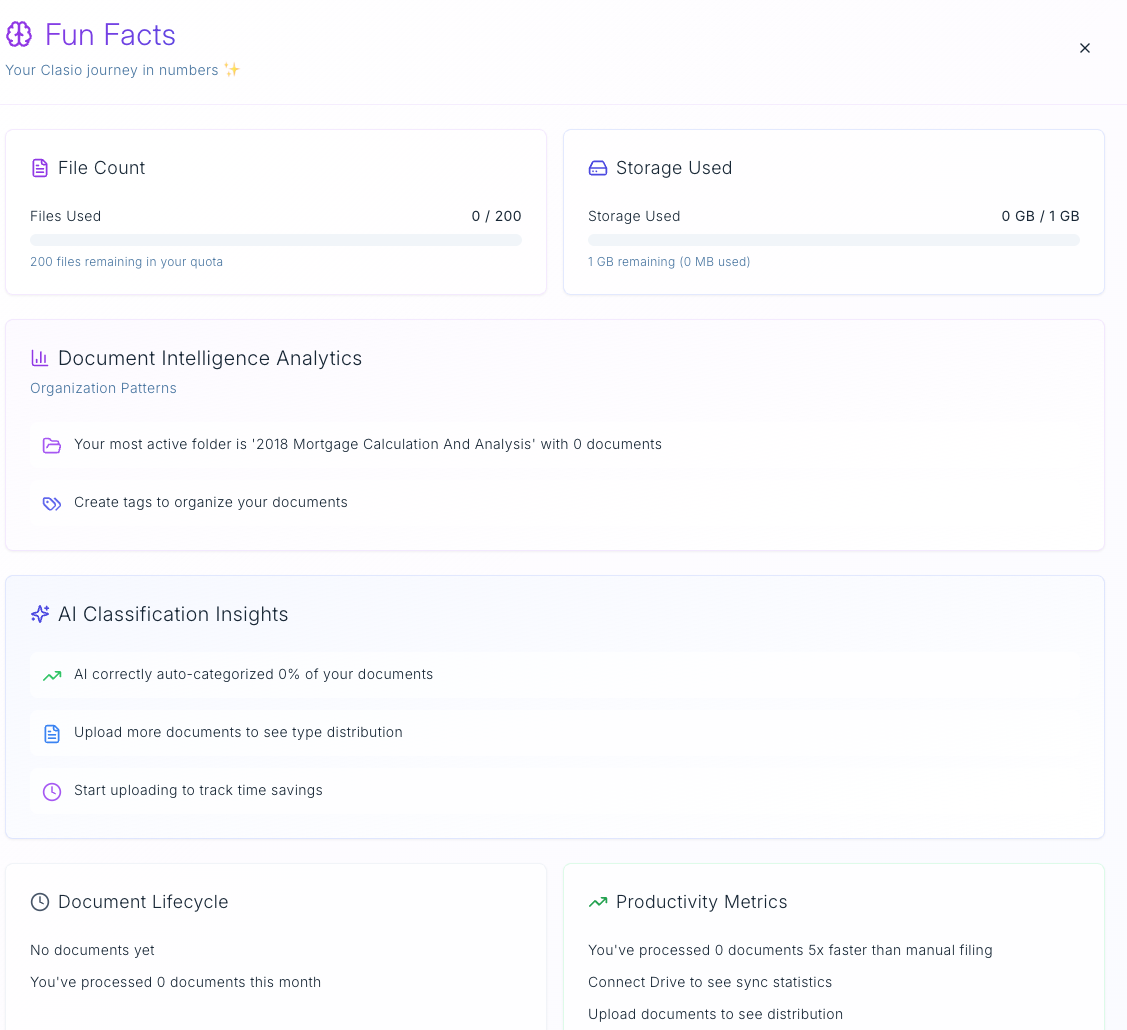 Fun Facts
Your Clasio journey in numbers ✨
File Count
Files Used 0 / 200
200 files remaining in your quota
Storage Used
Storage Used 0 GB / 1 GB
1 GB remaining (0 MB used)
Document Intelligence Analytics
Organization Patterns
Your most active folder is '2018 Mortgage Calculation And Analysis' with 0 documents
Create tags to organize your documents
AI Classification Insights
AI correctly auto-categorized 0% of your documents
Upload more documents to see type distribution
Start uploading to track time savings
Document Lifecycle
No documents yet
You've processed 0 documents this month
Productivity Metrics
You've processed 0 documents 5x faster than manual filing
Connect Drive to see sync statistics
Upload documents to see distribution